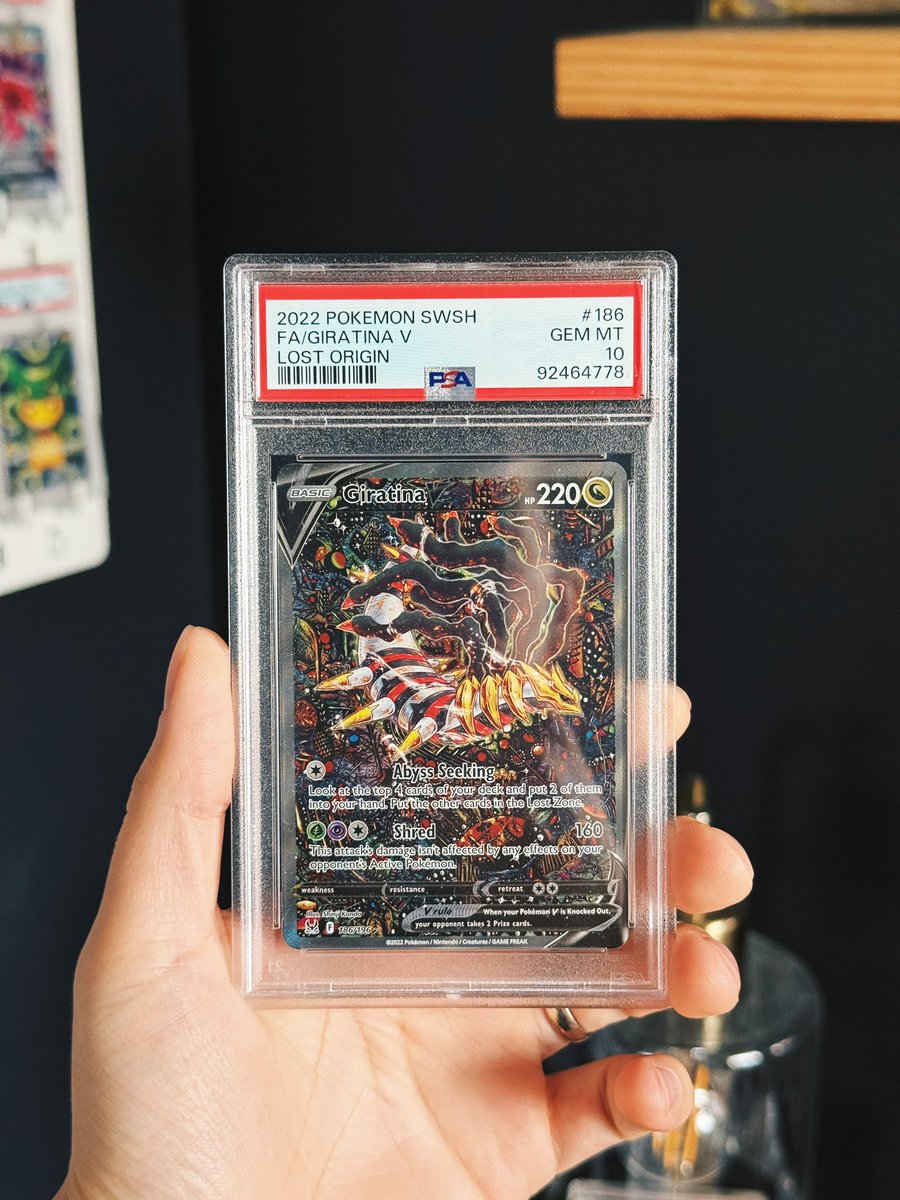 2022 POKEMON SWSH #186
FA/GIRATINA V GEM MT
LOST ORIGIN 10
PSA 92464778
BASIC Giratina HP 220
V
Abyss Seeking
Look at the top 4 cards of your deck and put 2 of them
into your hand. Put the other cards in the Lost Zone.
Shred 160
This attack's damage isn't affected by any effects on your
opponent's Active Pokémon.
weakness resistance retreat
V rule When your Pokémon V is Knocked Out,
your opponent takes 2 Prize cards.
Illus. Shinji Kanda
F 186/196
©2022 Pokémon / Nintendo / Creatures / GAME FREAK
PSA